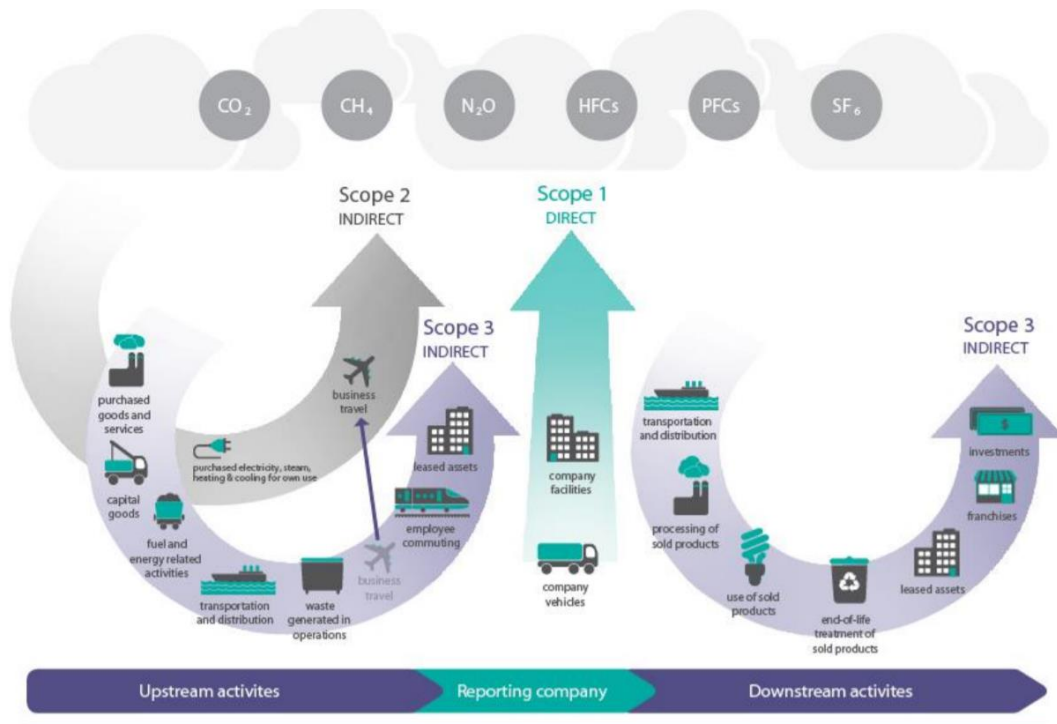 CO₂
CH₄
N₂O
HFCs
PFCs
SF₆
Scope 2
INDIRECT
Scope 1
DIRECT
Scope 3
INDIRECT
Scope 3
INDIRECT
purchased
goods and
services
capital
goods
fuel and
energy related
activities
purchased electricity, steam,
heating & cooling for own use
business
travel
transportation
and distribution
waste
generated in
operations
business
travel
employee
commuting
leased assets
company
facilities
company
vehicles
transportation
and distribution
processing of
sold products
use of sold
products
end-of-life
treatment of
sold products
leased assets
franchises
$
investments
Upstream activites
Reporting company
Downstream activites